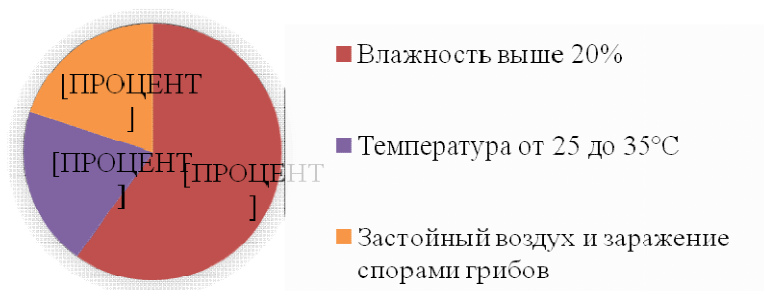 [ПРОЦЕНТ
]
[ПРОЦЕНТ
]
[ПРОЦЕНТ
]
Влажность выше 20%
Температура от 25 до 35°С
Застойный воздух и заражение
спорами грибов